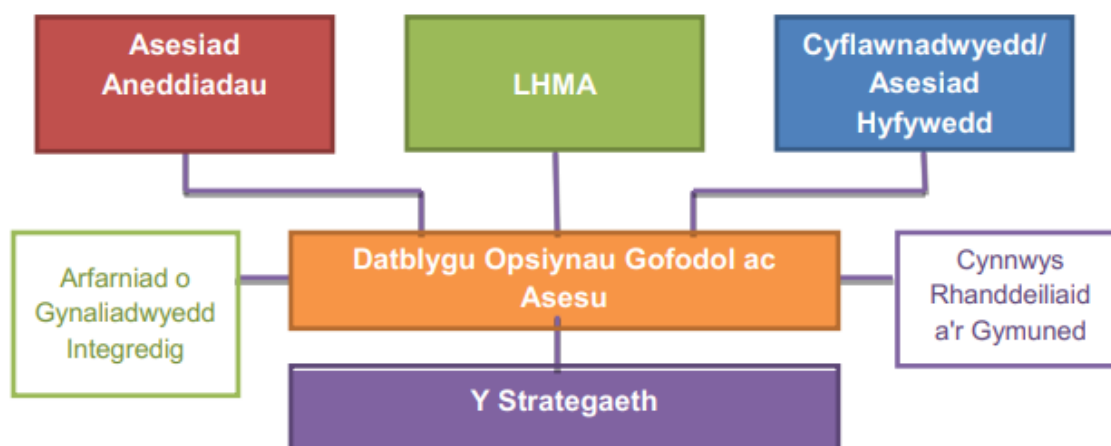 Asesiad
Aneddiadau
LHMA
Cyflawnadwyedd/
Asesiad
Hyfywedd
Arfarniad o
Gynaliadwyedd
Integredig
Datblygu Opsiynau Gofodol ac
Asesu
Cynnwys
Rhanddeiliaid
a'r Gymuned
Y Strategaeth